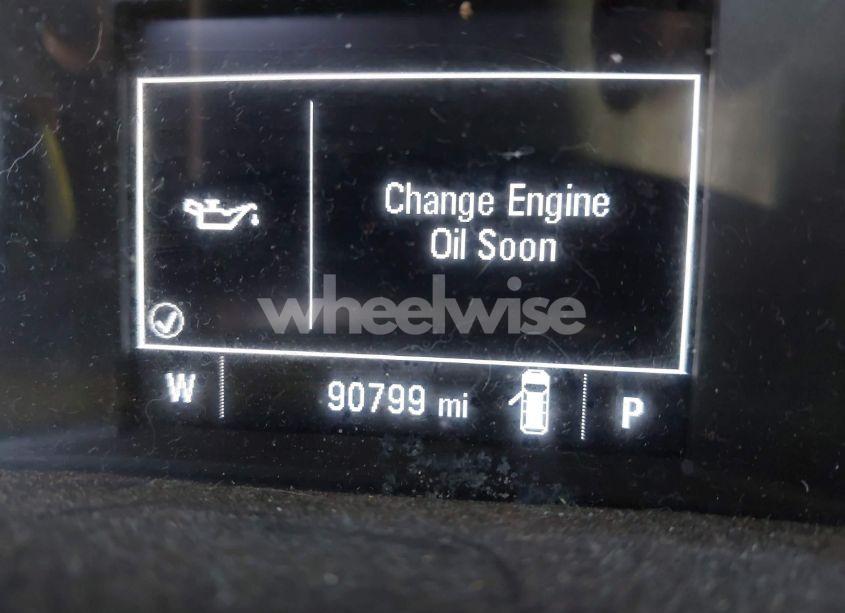 Change Engine
Oil Soon
wheelwise
W 90799 mi P